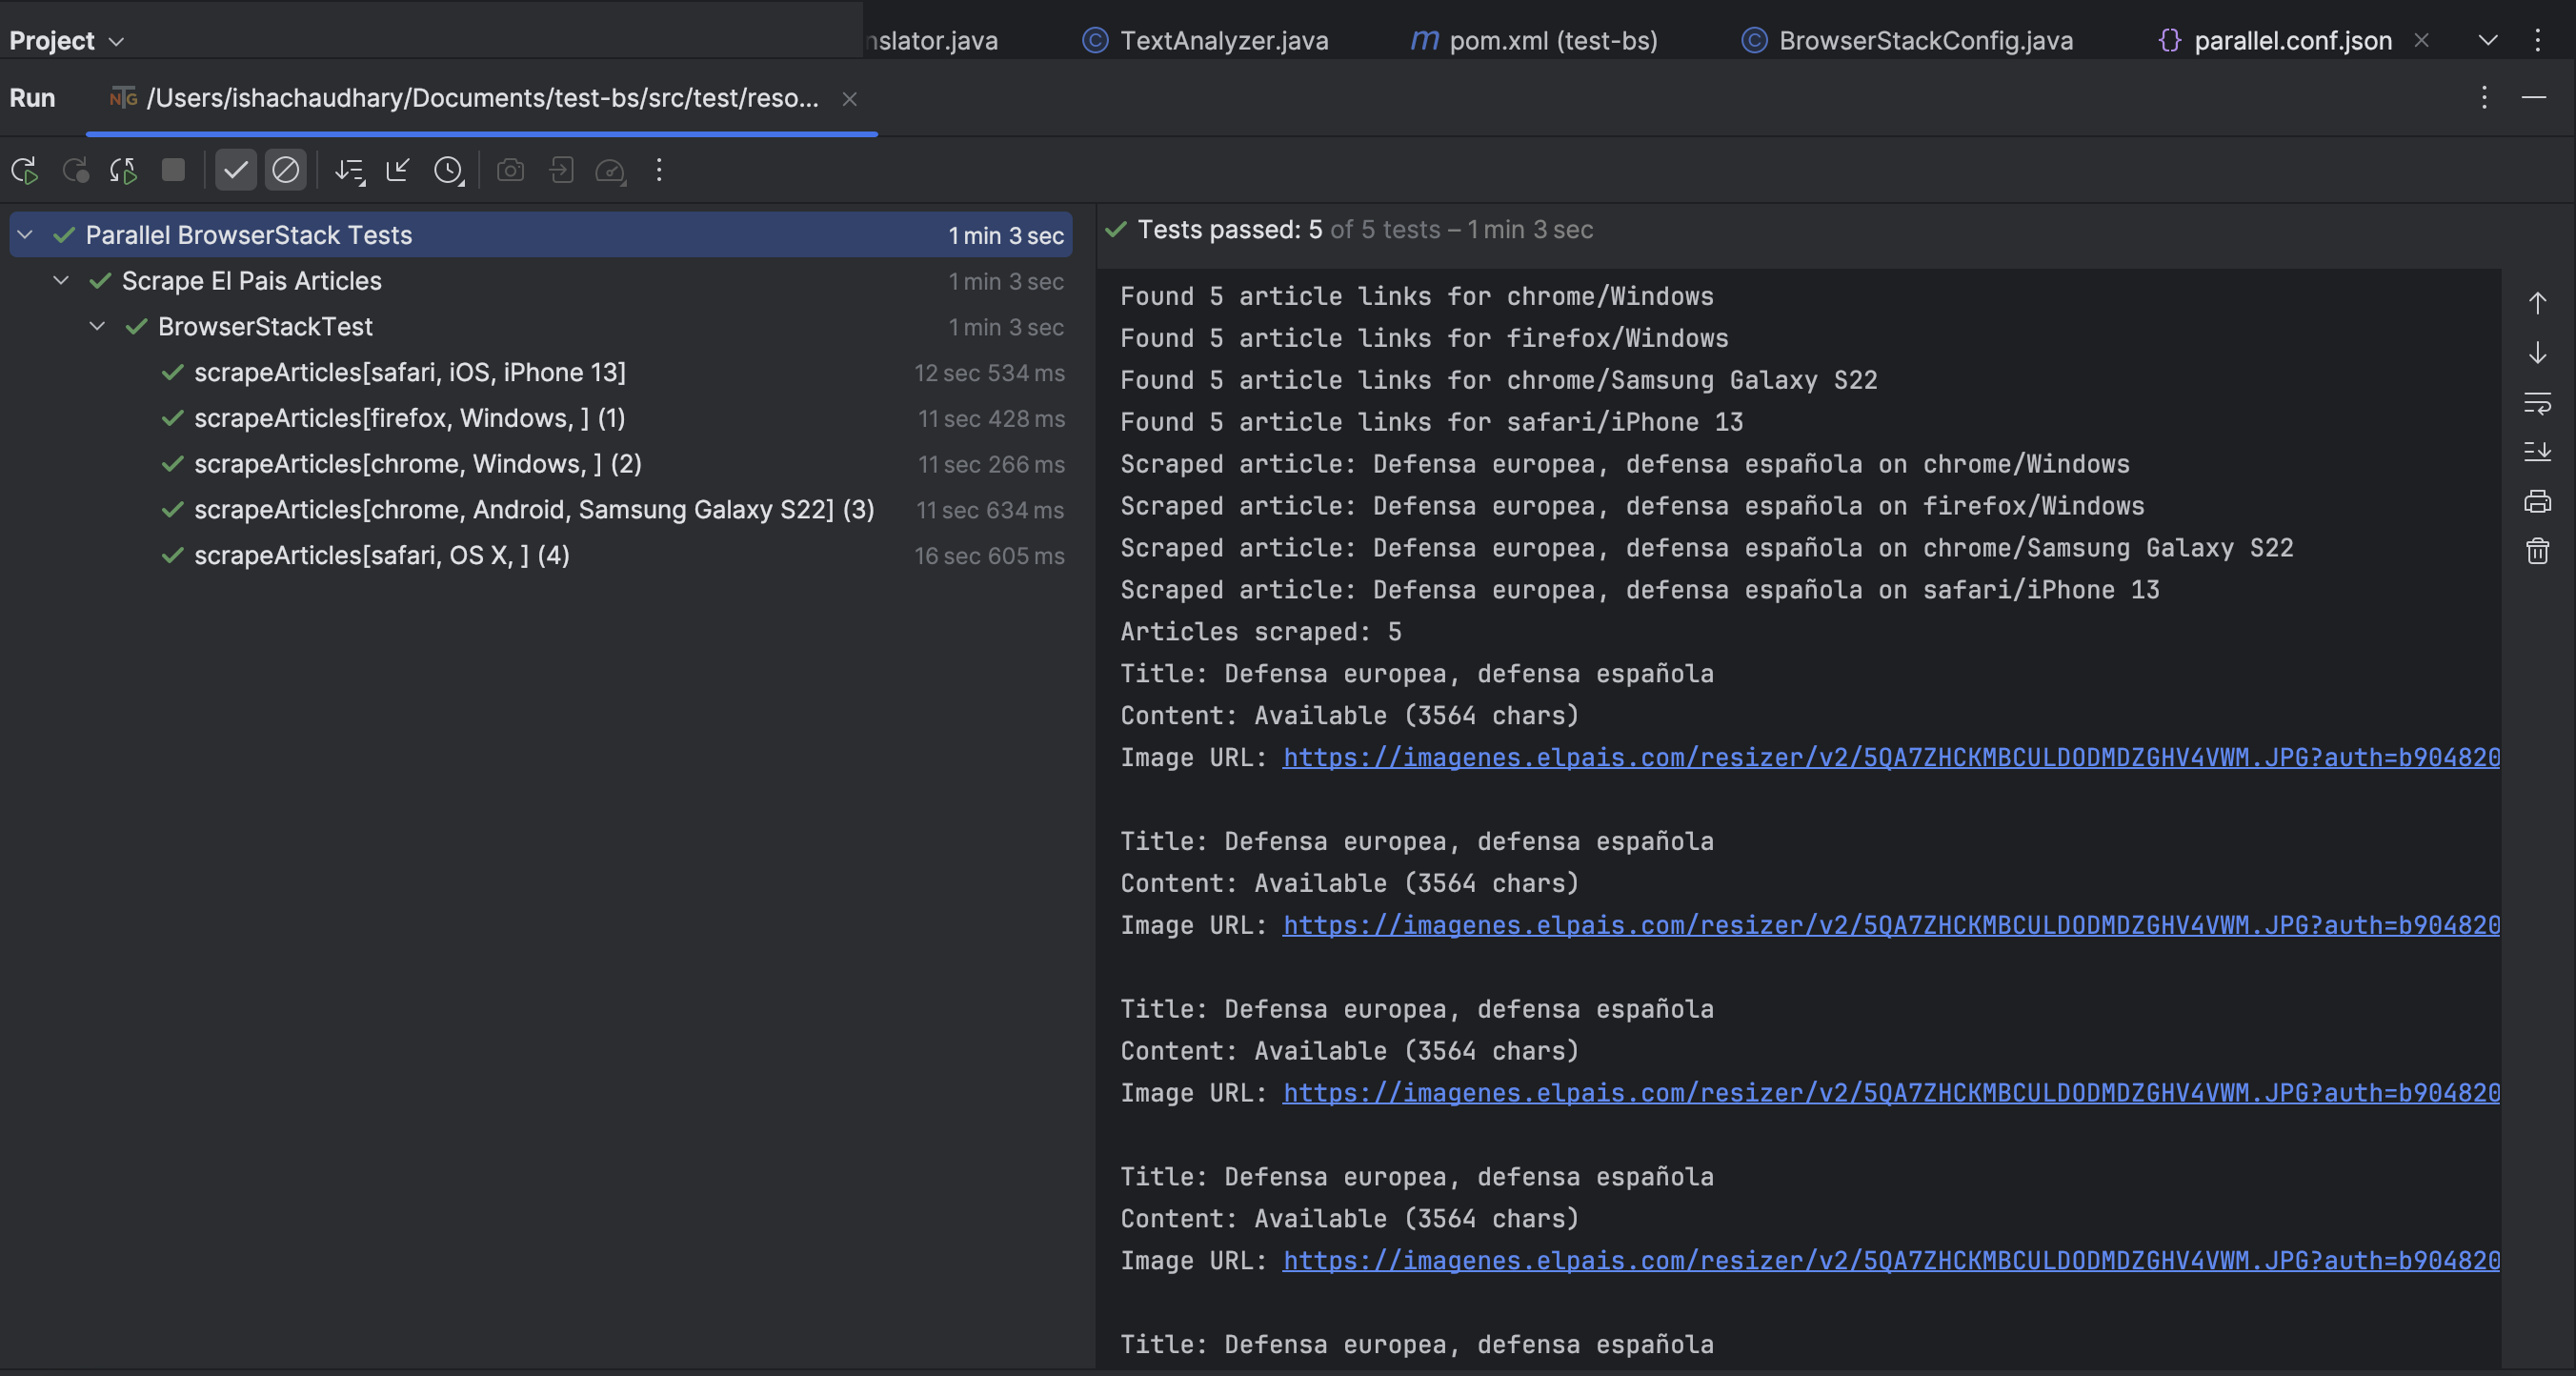 Project
nslator.java
TextAnalyzer.java
pom.xml (test-bs)
BrowserStackConfig.java
parallel.conf.json
Run
/Users/ishachaudhary/Documents/test-bs/src/test/reso...
Parallel BrowserStack Tests 1 min 3 sec
Scrape El Pais Articles 1 min 3 sec
BrowserStackTest 1 min 3 sec
scrapeArticles[safari, iOS, iPhone 13] 12 sec 534 ms
scrapeArticles[firefox, Windows, ] (1) 11 sec 428 ms
scrapeArticles[chrome, Windows, ] (2) 11 sec 266 ms
scrapeArticles[chrome, Android, Samsung Galaxy S22] (3) 11 sec 634 ms
scrapeArticles[safari, OS X, ] (4) 16 sec 605 ms
Tests passed: 5 of 5 tests – 1 min 3 sec
Found 5 article links for chrome/Windows
Found 5 article links for firefox/Windows
Found 5 article links for chrome/Samsung Galaxy S22
Found 5 article links for safari/iPhone 13
Scraped article: Defensa europea, defensa española on chrome/Windows
Scraped article: Defensa europea, defensa española on firefox/Windows
Scraped article: Defensa europea, defensa española on chrome/Samsung Galaxy S22
Scraped article: Defensa europea, defensa española on safari/iPhone 13
Articles scraped: 5
Title: Defensa europea, defensa española
Content: Available (3564 chars)
Image URL: https://imagenes.elpais.com/resizer/v2/5QA7ZHCKMBCULDODMDZGHV4VWM.JPG?auth=b904820
Title: Defensa europea, defensa española
Content: Available (3564 chars)
Image URL: https://imagenes.elpais.com/resizer/v2/5QA7ZHCKMBCULDODMDZGHV4VWM.JPG?auth=b904820
Title: Defensa europea, defensa española
Content: Available (3564 chars)
Image URL: https://imagenes.elpais.com/resizer/v2/5QA7ZHCKMBCULDODMDZGHV4VWM.JPG?auth=b904820
Title: Defensa europea, defensa española
Content: Available (3564 chars)
Image URL: https://imagenes.elpais.com/resizer/v2/5QA7ZHCKMBCULDODMDZGHV4VWM.JPG?auth=b904820
Title: Defensa europea, defensa española